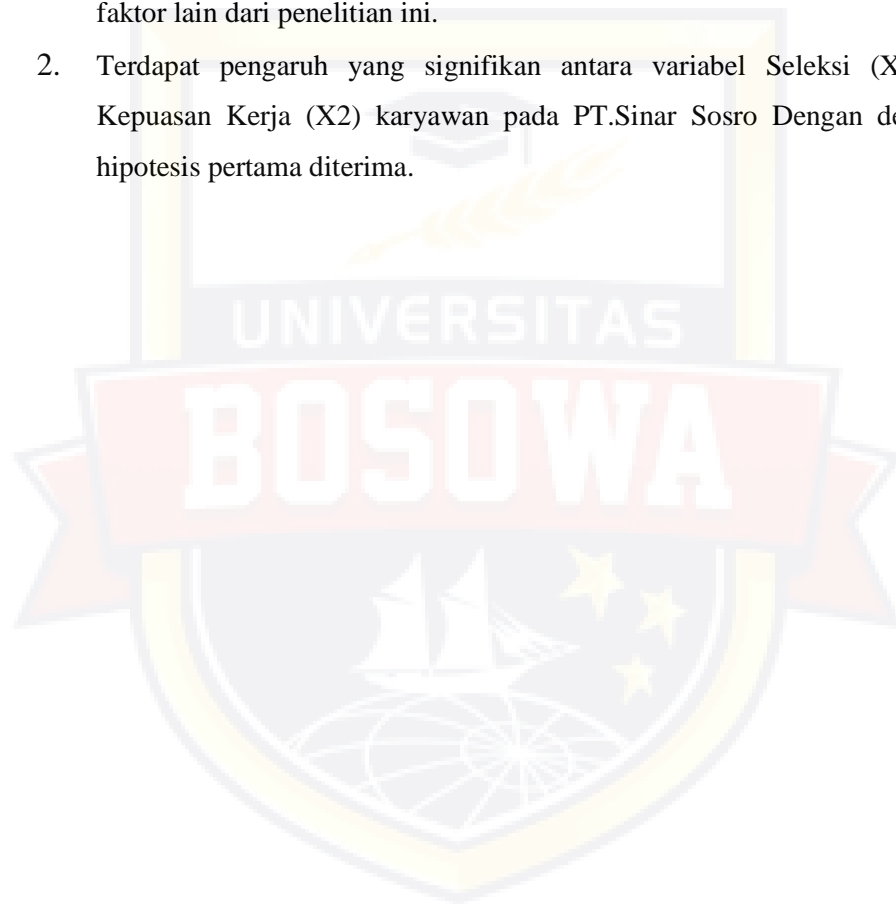 faktor lain dari penelitian ini.
2. Terdapat pengaruh yang signifikan antara variabel Seleksi
Kepuasan Kerja (X2) karyawan pada PT.Sinar Sosro Dengan
hipotesis pertama diterima.
UNIVERSITAS
BOSOWA